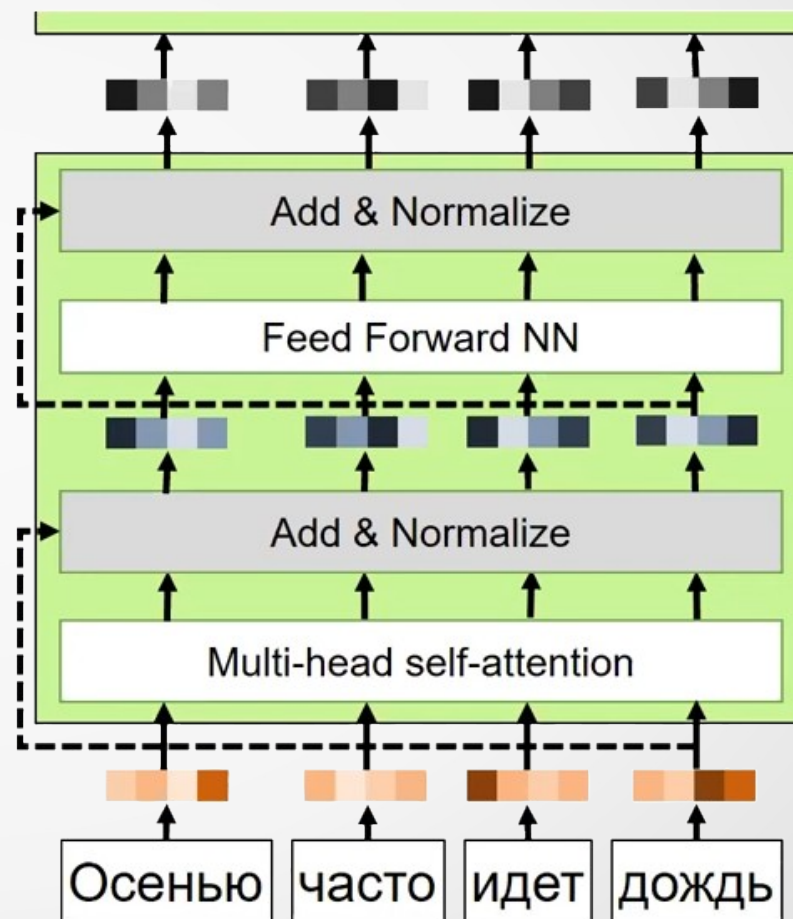 Add & Normalize
Feed Forward NN
Add & Normalize
Multi-head self-attention
Осенью часто идет дождь